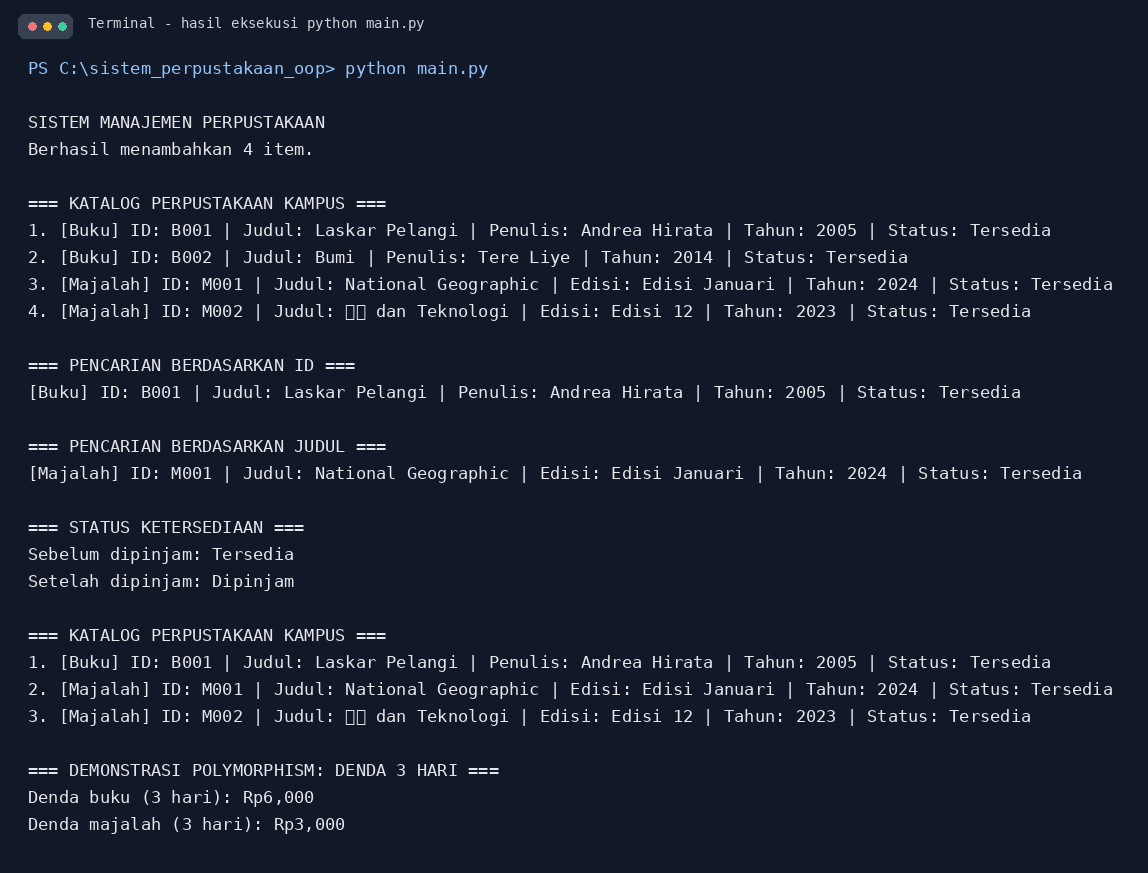 Terminal - hasil eksekusi python main.py
PS C:\sistem_perpustakaan_oop> python main.py
SISTEM MANAJEMEN PERPUSTAKAAN
Berhasil menambahkan 4 item.
=== KATALOG PERPUSTAKAAN KAMPUS ===
1. [Buku] ID: B001 | Judul: Laskar Pelangi | Penulis: Andrea Hirata | Tahun: 2005 | Status: Tersedia
2. [Buku] ID: B002 | Judul: Bumi | Penulis: Tere Liye | Tahun: 2014 | Status: Tersedia
3. [Majalah] ID: M001 | Judul: National Geographic | Edisi: Edisi Januari | Tahun: 2024 | Status: Tersedia
4. [Majalah] ID: M002 | Judul: dan Teknologi | Edisi: Edisi 12 | Tahun: 2023 | Status: Tersedia
=== PENCARIAN BERDASARKAN ID ===
[Buku] ID: B001 | Judul: Laskar Pelangi | Penulis: Andrea Hirata | Tahun: 2005 | Status: Tersedia
=== PENCARIAN BERDASARKAN JUDUL ===
[Majalah] ID: M001 | Judul: National Geographic | Edisi: Edisi Januari | Tahun: 2024 | Status: Tersedia
=== STATUS KETERSEDIAAN ===
Sebelum dipinjam: Tersedia
Setelah dipinjam: Dipinjam
=== KATALOG PERPUSTAKAAN KAMPUS ===
1. [Buku] ID: B001 | Judul: Laskar Pelangi | Penulis: Andrea Hirata | Tahun: 2005 | Status: Tersedia
2. [Majalah] ID: M001 | Judul: National Geographic | Edisi: Edisi Januari | Tahun: 2024 | Status: Tersedia
3. [Majalah] ID: M002 | Judul: dan Teknologi | Edisi: Edisi 12 | Tahun: 2023 | Status: Tersedia
=== DEMONSTRASI POLYMORPHISM: DENDA 3 HARI ===
Denda buku (3 hari): Rp6,000
Denda majalah (3 hari): Rp3,000